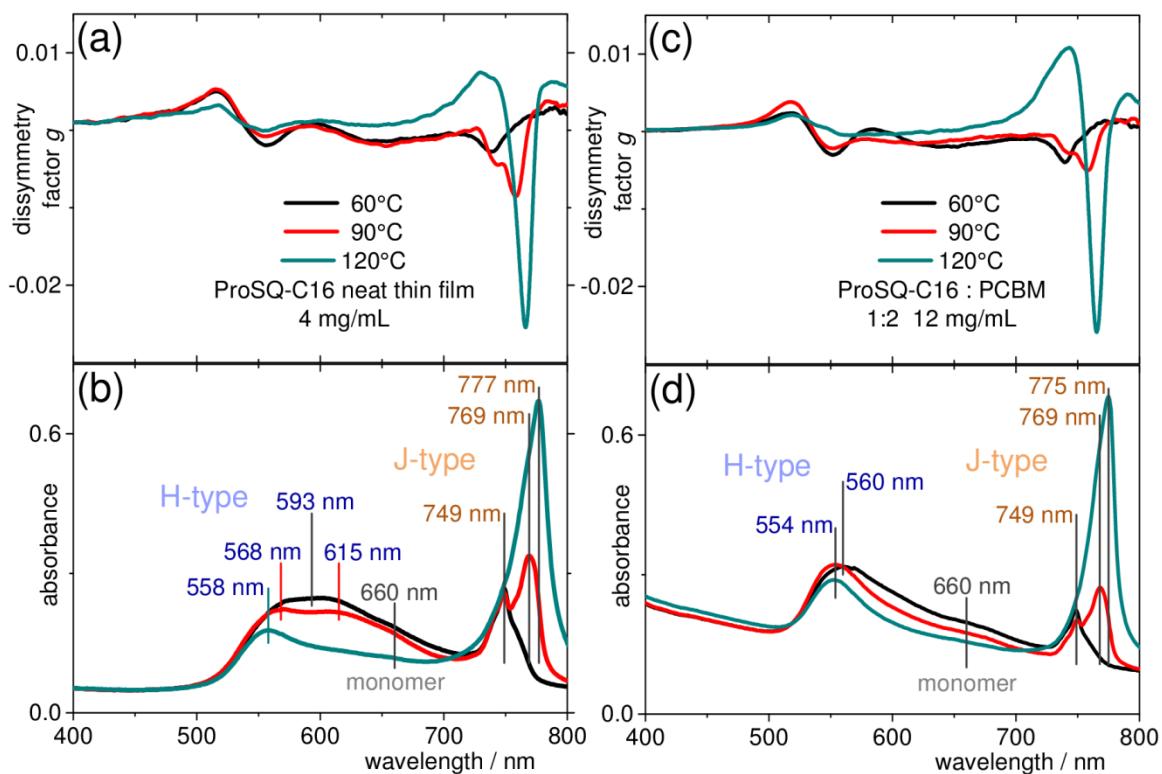 (a)
0.01
-0.02
dissymmetry
factor g
60°C
90°C
120°C
ProSQ-C16 neat thin film
4 mg/mL
(c)
0.01
-0.02
dissymmetry
factor g
60°C
90°C
120°C
ProSQ-C16 : PCBM
1:2 12 mg/mL
(b)
0.6
0.0
absorbance
777 nm
769 nm
J-type
H-type
593 nm
749 nm
568 nm
615 nm
558 nm
660 nm
monomer
400
500
600
700
800
wavelength / nm
(d)
0.6
0.0
absorbance
775 nm
769 nm
J-type
H-type
560 nm
554 nm
749 nm
660 nm
monomer
400
500
600
700
800
wavelength / nm